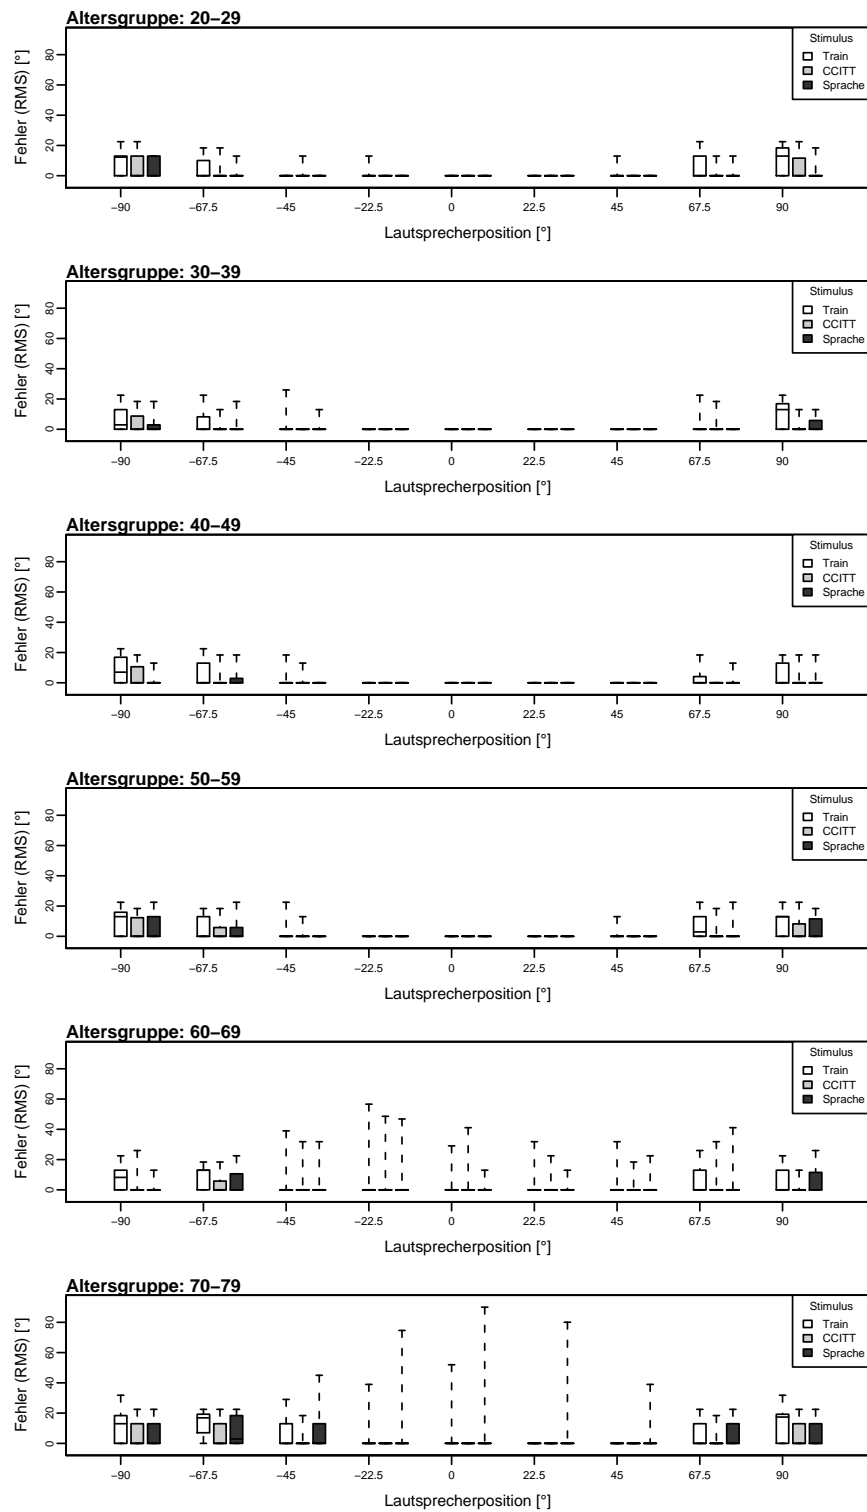 Altersgruppe: 20−29
Fehler (RMS) [°]
0 20 40 60 80
Stimulus
Train
CCITT
Sprache
−90 −67.5 −45 −22.5 0 22.5 45 67.5 90
Lautsprecherposition [°]
Altersgruppe: 30−39
Fehler (RMS) [°]
0 20 40 60 80
Stimulus
Train
CCITT
Sprache
−90 −67.5 −45 −22.5 0 22.5 45 67.5 90
Lautsprecherposition [°]
Altersgruppe: 40−49
Fehler (RMS) [°]
0 20 40 60 80
Stimulus
Train
CCITT
Sprache
−90 −67.5 −45 −22.5 0 22.5 45 67.5 90
Lautsprecherposition [°]
Altersgruppe: 50−59
Fehler (RMS) [°]
0 20 40 60 80
Stimulus
Train
CCITT
Sprache
−90 −67.5 −45 −22.5 0 22.5 45 67.5 90
Lautsprecherposition [°]
Altersgruppe: 60−69
Fehler (RMS) [°]
0 20 40 60 80
Stimulus
Train
CCITT
Sprache
−90 −67.5 −45 −22.5 0 22.5 45 67.5 90
Lautsprecherposition [°]
Altersgruppe: 70−79
Fehler (RMS) [°]
0 20 40 60 80
Stimulus
Train
CCITT
Sprache
−90 −67.5 −45 −22.5 0 22.5 45 67.5 90
Lautsprecherposition [°]